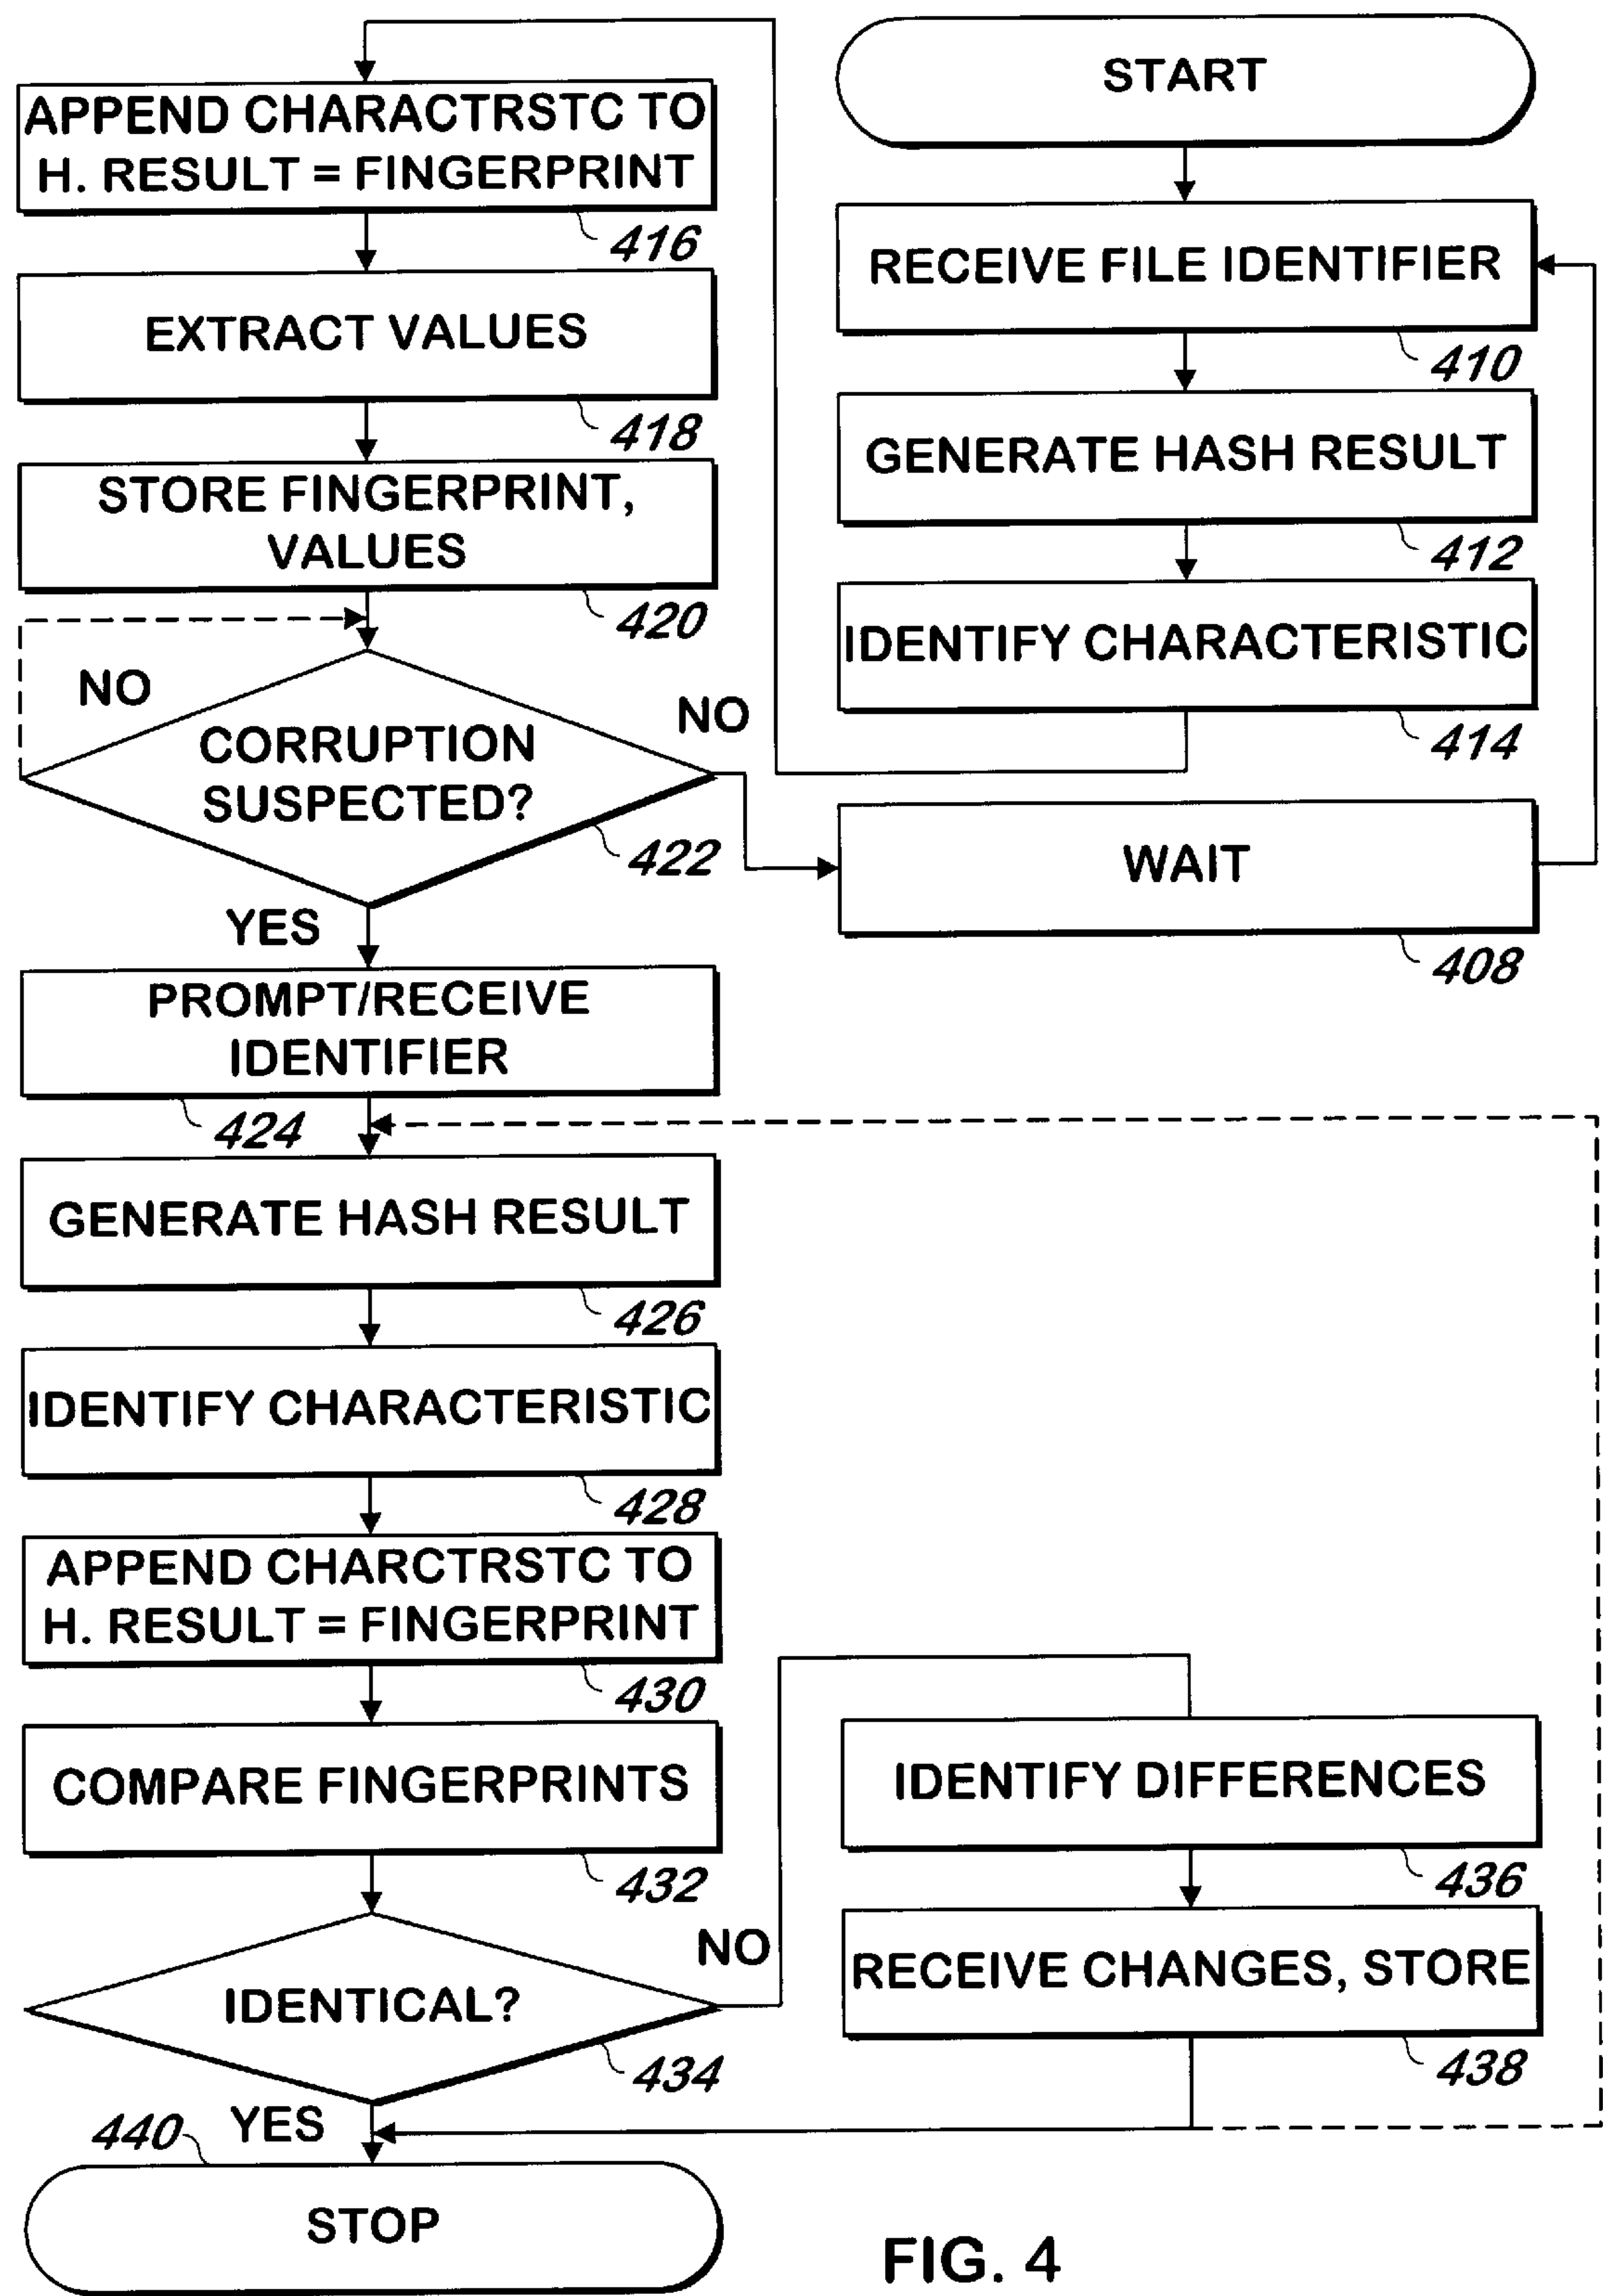 START
RECEIVE FILE IDENTIFIER
410
GENERATE HASH RESULT
412
IDENTIFY CHARACTERISTIC
414
APPEND CHARACTRSTC TO
H. RESULT = FINGERPRINT
416
EXTRACT VALUES
418
STORE FINGERPRINT,
VALUES
420
NO
CORRUPTION
SUSPECTED?
NO
422
WAIT
408
YES
PROMPT/RECEIVE
IDENTIFIER
424
GENERATE HASH RESULT
426
IDENTIFY CHARACTERISTIC
428
APPEND CHARCTRSTC TO
H. RESULT = FINGERPRINT
430
COMPARE FINGERPRINTS
432
IDENTICAL?
NO
434
IDENTIFY DIFFERENCES
436
RECEIVE CHANGES, STORE
438
YES
440
STOP
FIG. 4